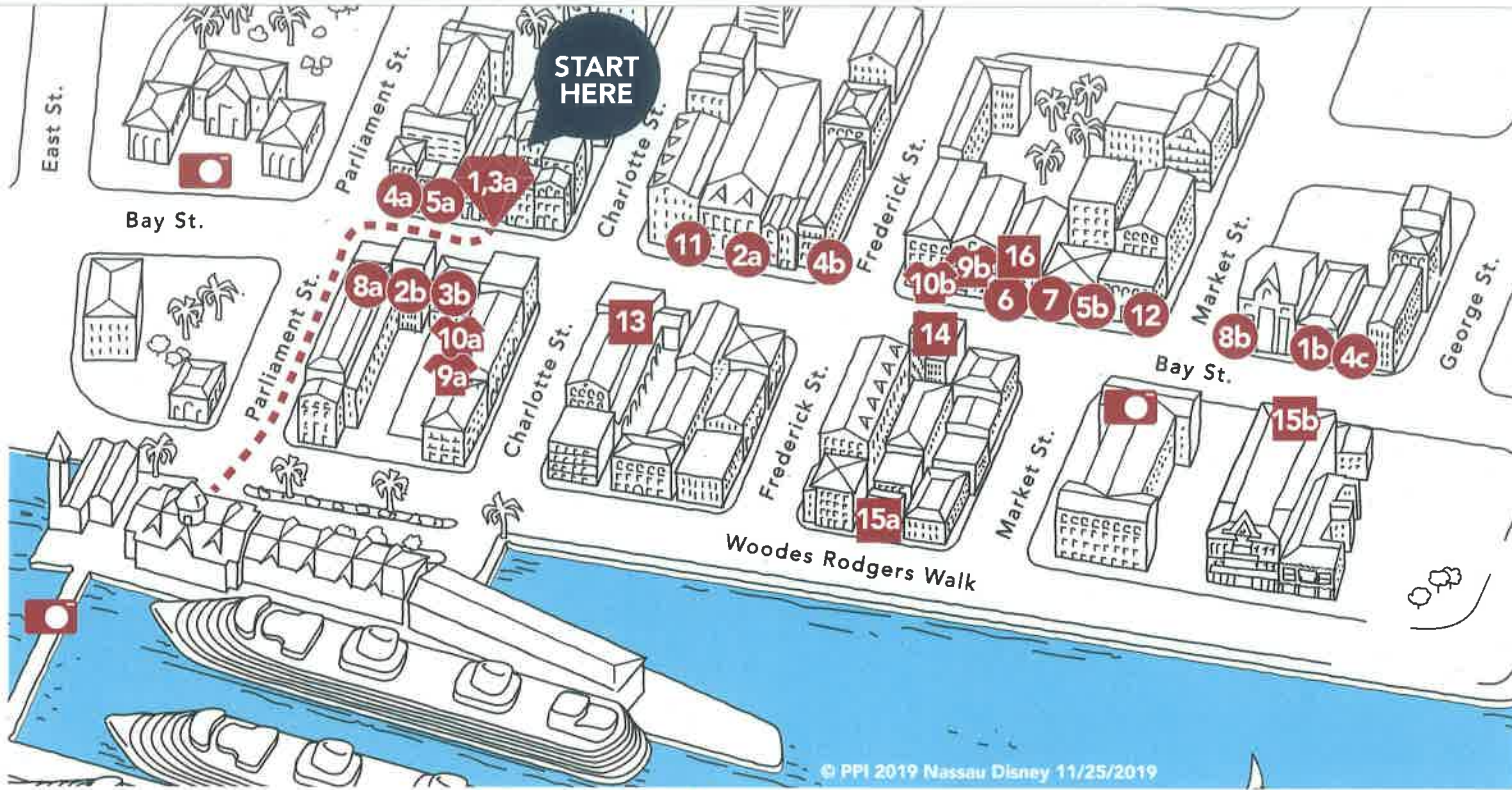 START
HERE
East St.
Parliament St.
Charlotte St.
Frederick St.
Market St.
George St.
Bay St.
4a
5a
1,3a
11
2a
4b
10b
9b
16
6
7
5b
12
8b
1b
4c
Bay St.
Parliament St.
8a
2b
3b
10a
9a
Charlotte St.
13
Frederick St.
14
15a
Market St.
15b
Woodes Rodgers Walk
© PPI 2019 Nassau Disney 11/25/2019